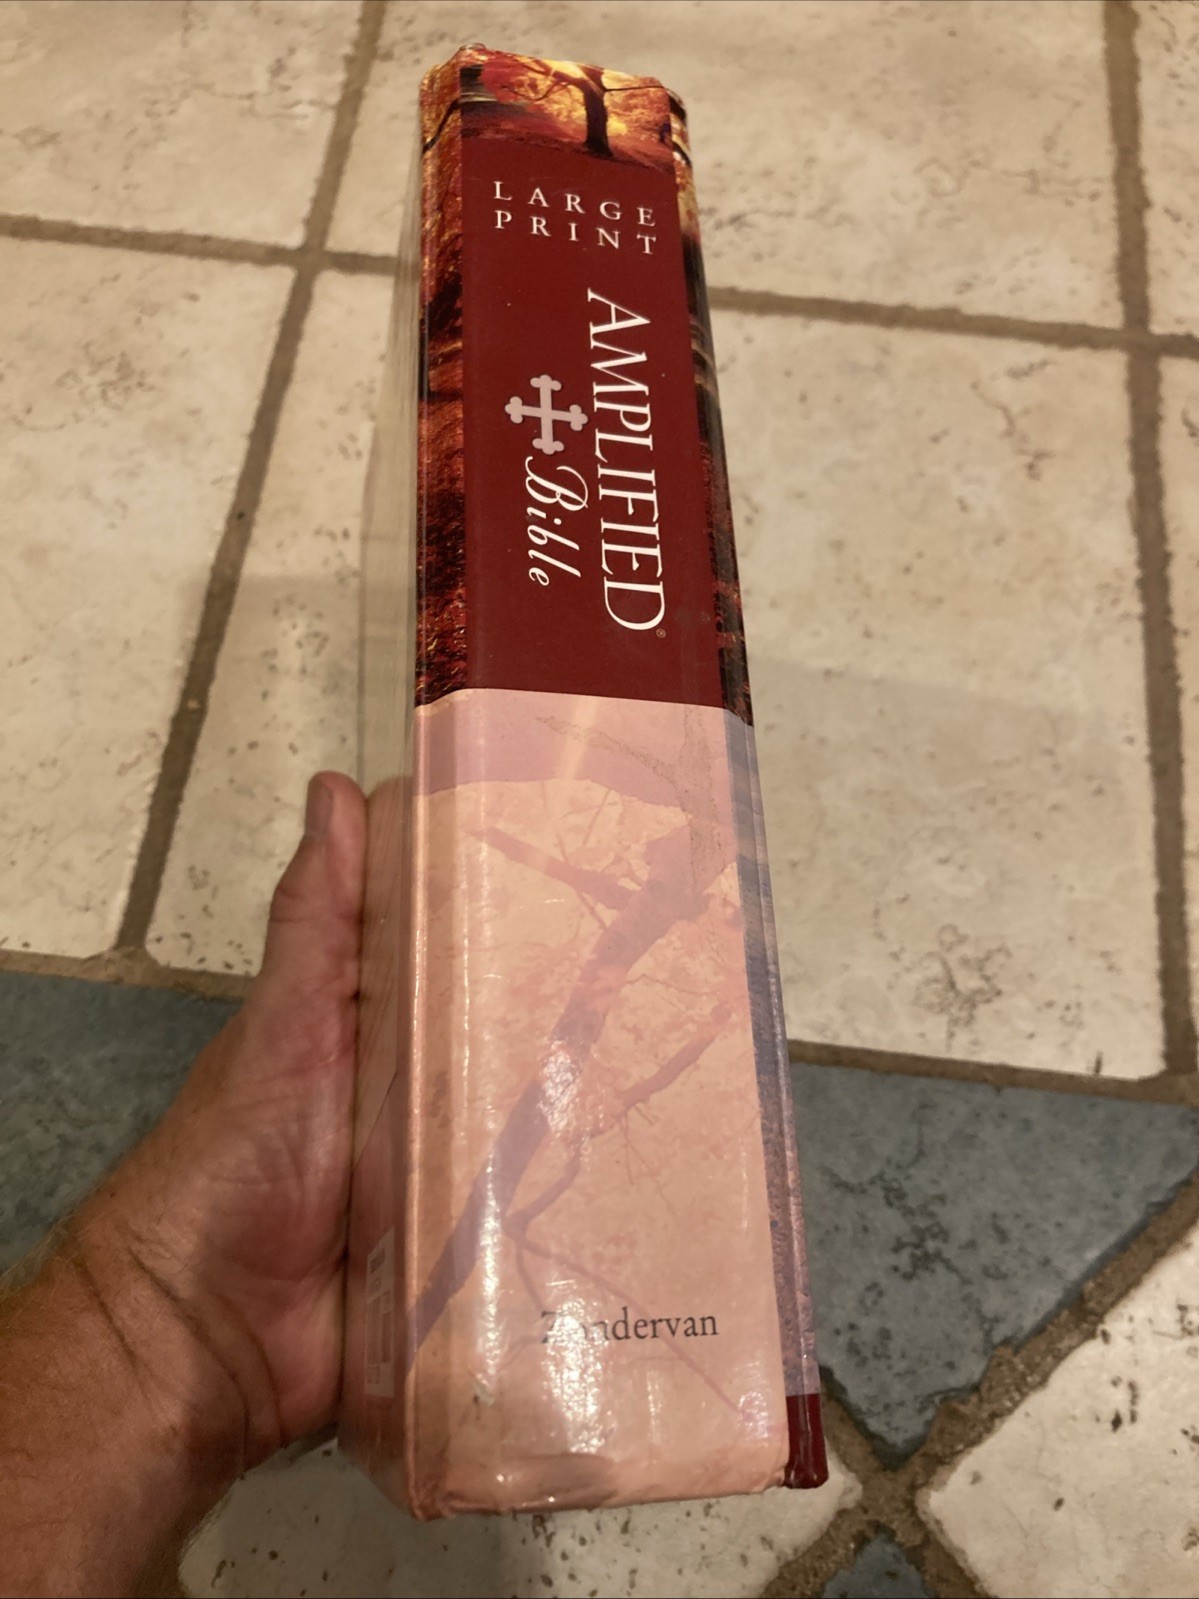 LARGE
PRINT
AMPLIFIED®
Bible
Zondervan